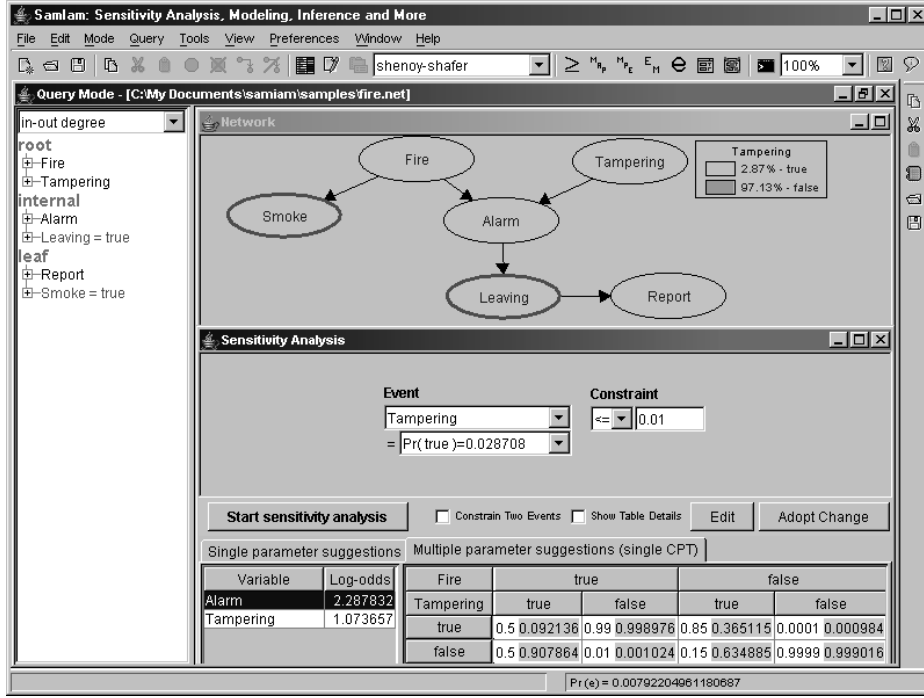 SamIam: Sensitivity Analysis, Modeling, Inference and More
File Edit Mode Query Tools View Preferences Window Help
shenoy-shafer
100%
Query Mode - [C:\My Documents\samiam\samples\fire.net]
in-out degree
root
Fire
Tampering
internal
Alarm
Leaving = true
leaf
Report
Smoke = true
Network
Fire
Tampering
Smoke
Alarm
Leaving
Report
Tampering
2.87% - true
97.13% - false
Sensitivity Analysis
Event Constraint
Tampering <= 0.01
= Pr( true )=0.028708
Start sensitivity analysis Constrain Two Events Show Table Details Edit Adopt Change
Single parameter suggestions Multiple parameter suggestions (single CPT)
Variable Log-odds
Alarm 2.287832
Tampering 1.073657
Fire true false
Tampering true false true false
true 0.5 0.092136 0.99 0.998976 0.85 0.365115 0.0001 0.000984
false 0.5 0.907864 0.01 0.001024 0.15 0.634885 0.9999 0.999016
Pr(e) = 0.00792204961180687